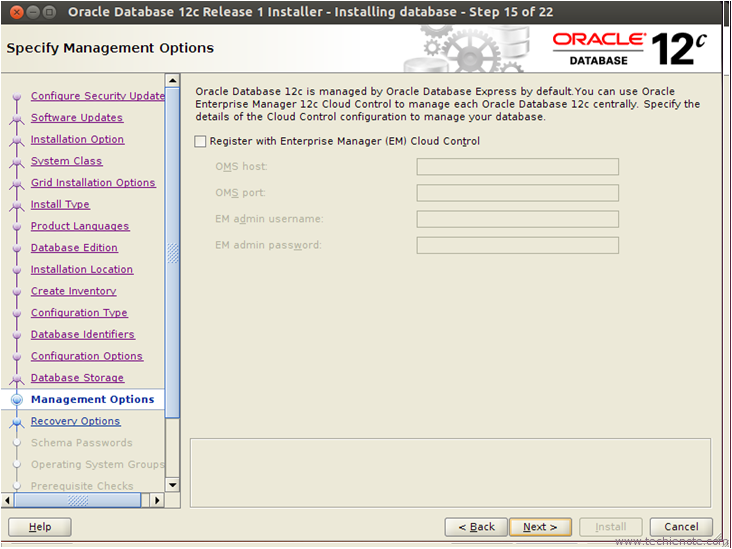 Oracle Database 12c Release 1 Installer - Installing database - Step 15 of 22
Specify Management Options
ORACLE
DATABASE
12c
Configure Security Update
Software Updates
Installation Option
System Class
Grid Installation Options
Install Type
Product Languages
Database Edition
Installation Location
Create Inventory
Configuration Type
Database Identifiers
Configuration Options
Database Storage
Management Options
Recovery Options
Schema Passwords
Operating System Groups
Prerequisite Checks
Oracle Database 12c is managed by Oracle Database Express by default.You can use Oracle
Enterprise Manager 12c Cloud Control to manage each Oracle Database 12c centrally. Specify the
details of the Cloud Control configuration to manage your database.
Register with Enterprise Manager (EM) Cloud Control
OMS host:
OMS port:
EM admin username:
EM admin password:
Help
< Back
Next >
Install
Cancel
www.techienote.com